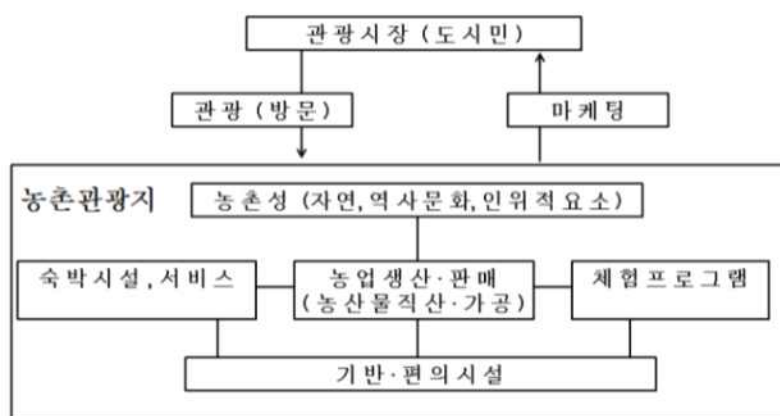 관광시장 (도시민)
관광 (방문)
마케팅
농촌관광지
농촌성 (자연,역사문화,인위적요소)
숙박시설,서비스
농업생산·판매
(농산물직산·가공)
체험프로그램
기반·편의시설